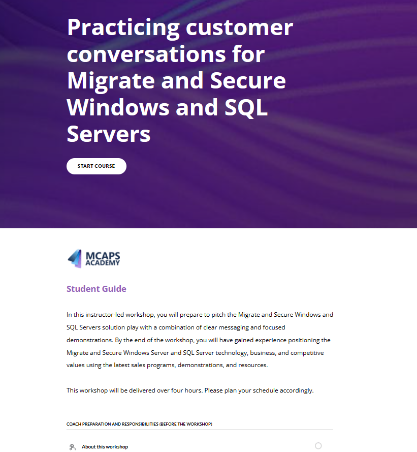 Practicing customer
conversations for
Migrate and Secure
Windows and SQL
Servers
START COURSE
MCAPS
ACADEMY
Student Guide
In this instructor led workshop, you will prepare to pitch the Migrate and Secure Windows and
SQL Servers solution play with a combination of clear messaging and focused
demonstrations. By the end of the workshop, you will have gained experience positioning the
Migrate and Secure Windows Server and SQL Server technology, business, and competitive
values using the latest sales programs, demonstrations, and resources.
This workshop will be delivered over four hours. Please plan your schedule accordingly.
COACH PREPARATION AND RESPONSIBILITIES (BEFORE THE WORKSHOP)
About this workshop